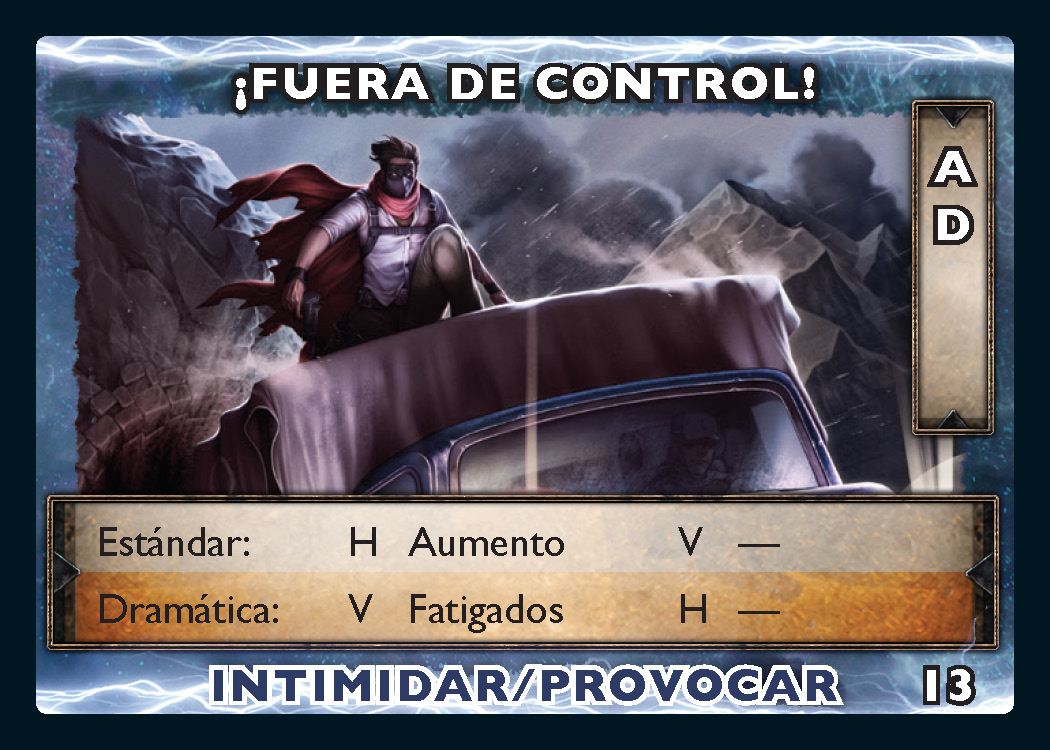 ¡FUERA DE CONTROL!
A
D
Estándar: H Aumento V —
Dramática: V Fatigados H —
INTIMIDAR/PROVOCAR 13